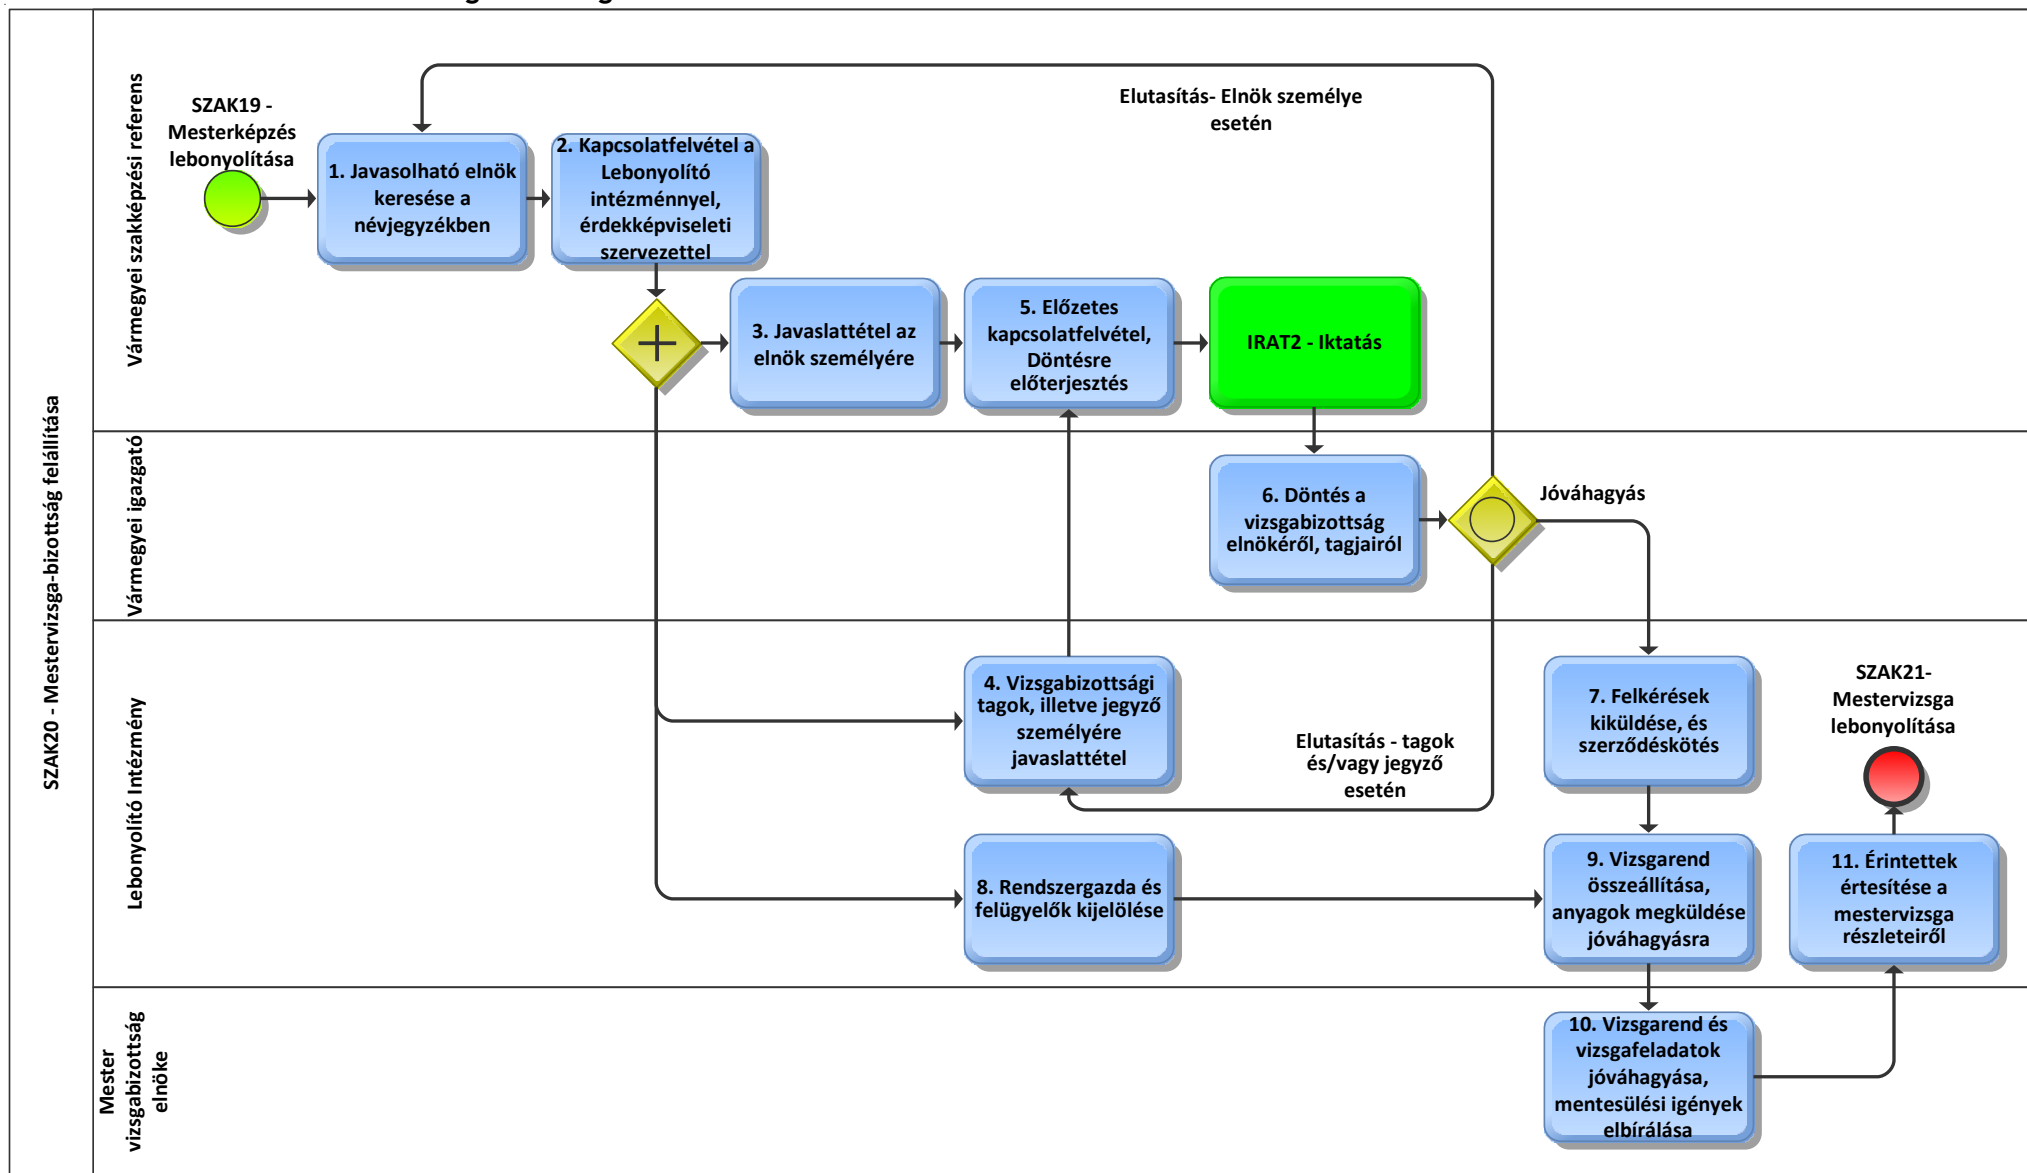 SZAK20 - Mestervizsga-bizottság felállítása
Vármegyei szakképzési referens
SZAK19 -
Mesterképzés
lebonyolítása
1. Javasolható elnök
keresése a
névjegyzékben
2. Kapcsolatfelvétel a
Lebonyolító
intézménnyel,
érdekképviseleti
szervezettel
Elutasítás- Elnök személye
esetén
3. Javaslattétel az
elnök személyére
5. Előzetes
kapcsolatfelvétel,
Döntésre
előterjesztés
IRAT2 - Iktatás
Vármegyei igazgató
6. Döntés a
vizsgabizottság
elnökéről, tagjairól
Jóváhagyás
Lebonyolító Intézmény
4. Vizsgabizottsági
tagok, illetve jegyző
személyére
javaslattétel
Elutasítás - tagok
és/vagy jegyző
esetén
7. Felkérések
kiküldése, és
szerződéskötés
SZAK21-
Mestervizsga
lebonyolítása
8. Rendszergazda és
felügyelők kijelölése
9. Vizsgarend
összeállítása,
anyagok megküldése
jóváhagyásra
11. Érintettek
értesítése a
mestervizsga
részleteiről
Mester
vizsgabizottság
elnöke
10. Vizsgarend és
vizsgafeladatok
jóváhagyása,
mentesülési igények
elbírálása